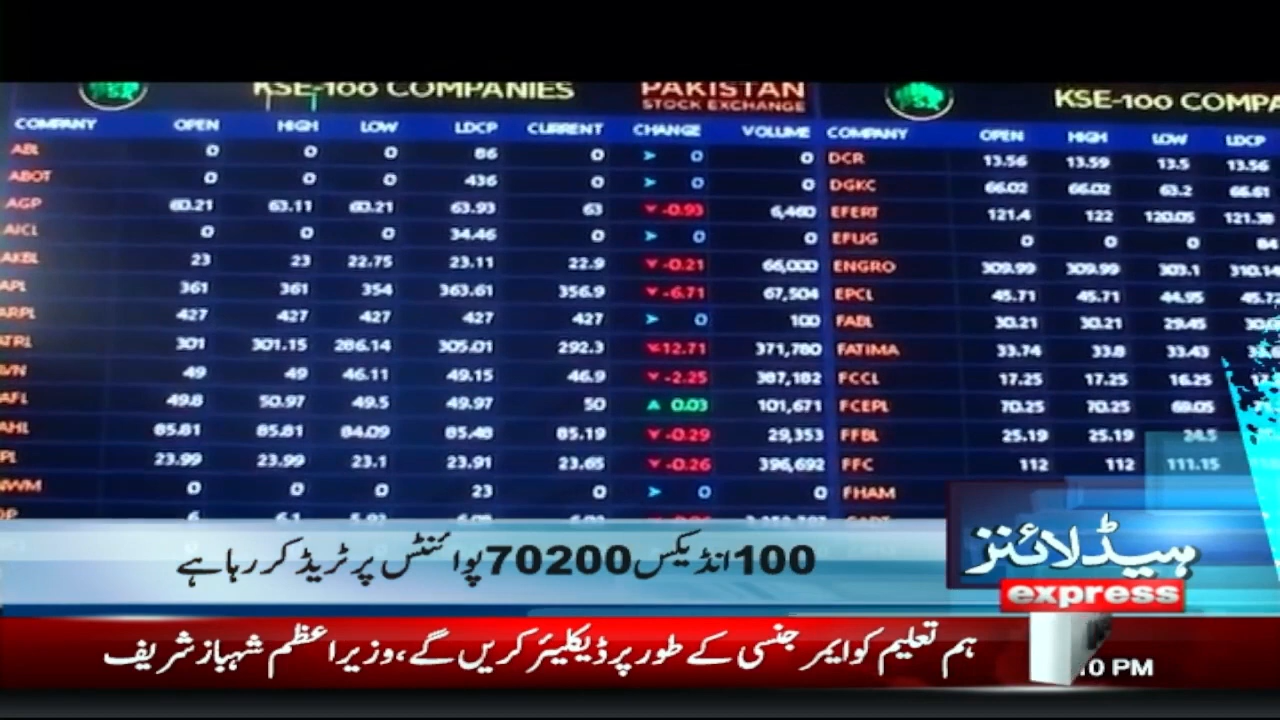 KSE-100 COMPANIES PAKISTAN KSE-100 COMPA
STOCK EXCHANGE
COMPANY OPEN HIGH LOW LDCP CURRENT CHANGE VOLUME COMPANY OPEN HIGH LOW LDCP
ABL 0 0 0 86 0 0 0 DCR 13.56 13.59 13.5 13.56
ABOT 0 0 0 436 0 0 0 DGKC 66.02 66.02 63.2 66.61
AGP 60.21 63.11 60.21 63.93 63 -0.93 6,460 EFERT 121.4 122 120.05 121.38
AICL 0 0 0 34.46 0 0 0 EFUG 0 0 0 84
AKBL 23 23 22.75 23.11 22.9 -0.21 66,000 ENGRO 309.99 309.99 303.1 310.14
APL 361 361 354 363.61 356.9 -6.71 67,504 EPCL 45.71 45.71 44.95 45.7
ARPL 427 427 427 427 427 0 100 FABL 30.21 30.21 29.45
ATRL 301 301.15 286.14 305.01 292.3 -12.71 371,780 FATIMA 33.74 33.8 33.43
VN 49 49 46.11 49.15 46.9 -2.25 387,182 FCCL 17.25 17.25 16.25
AFL 49.8 50.97 49.5 49.97 50 0.03 101,671 FCEPL 70.25 70.25 69.05
AHL 85.81 85.81 84.09 85.48 85.19 -0.29 29,353 FFBL 25.19 25.19 24.5
PL 23.99 23.99 23.1 23.91 23.65 -0.26 396,692 FFC 112 112 111.15
NWM 0 0 0 23 0 0 0 FHAM
100 انڈیکس 70200 پوائنٹس پر ٹریڈ کر رہا ہے
ہیڈ لائنز
express
ہم تعلیم کو ایمرجنسی کے طور پر ڈیکلیئر کریں گے، وزیراعظم شہباز شریف
:10 PM